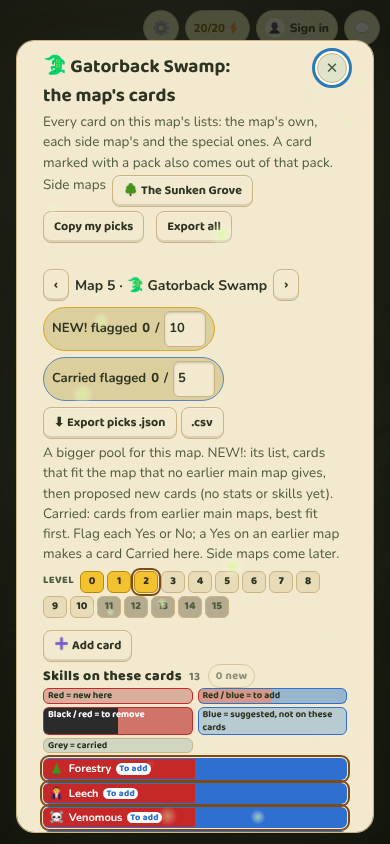 20/20
Sign in
Gatorback Swamp:
the map's cards
×
Every card on this map's lists: the map's own,
each side map's and the special ones. A card
marked with a pack also comes out of that pack.
Side maps
The Sunken Grove
Copy my picks
Export all
‹ Map 5 · Gatorback Swamp ›
NEW! flagged 0 / 10
Carried flagged 0 / 5
⬇ Export picks .json
.csv
A bigger pool for this map. NEW!: its list, cards
that fit the map that no earlier main map gives,
then proposed new cards (no stats or skills yet).
Carried: cards from earlier main maps, best fit
first. Flag each Yes or No; a Yes on an earlier map
makes a card Carried here. Side maps come later.
LEVEL 0 1 2 3 4 5 6 7 8
9 10 11 12 13 14 15
+ Add card
Skills on these cards 13 0 new
Red = new here
Red / blue = to add
Black / red = to remove
Blue = suggested, not on these
cards
Grey = carried
Forestry To add
Leech To add
Venomous To add